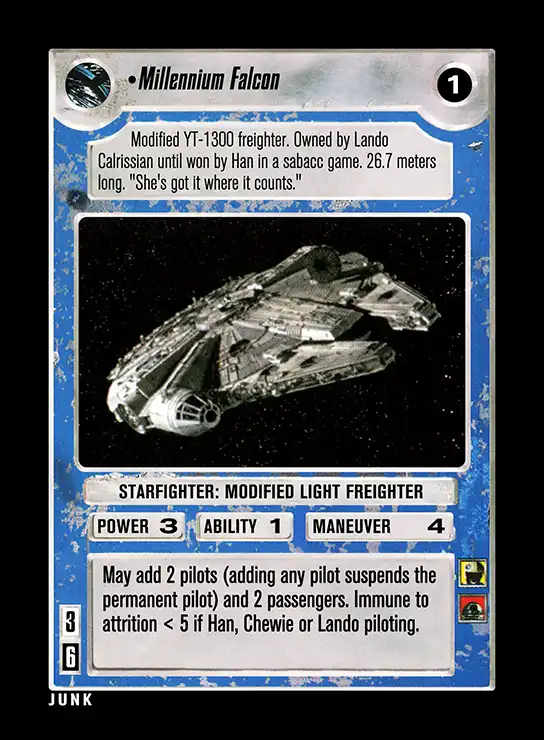 •Millennium Falcon
1
Modified YT-1300 freighter. Owned by Lando
Calrissian until won by Han in a sabacc game. 26.7 meters
long. "She's got it where it counts."
STARFIGHTER: MODIFIED LIGHT FREIGHTER
POWER 3 ABILITY 1 MANEUVER 4
May add 2 pilots (adding any pilot suspends the
permanent pilot) and 2 passengers. Immune to
attrition < 5 if Han, Chewie or Lando piloting.
3
6
JUNK